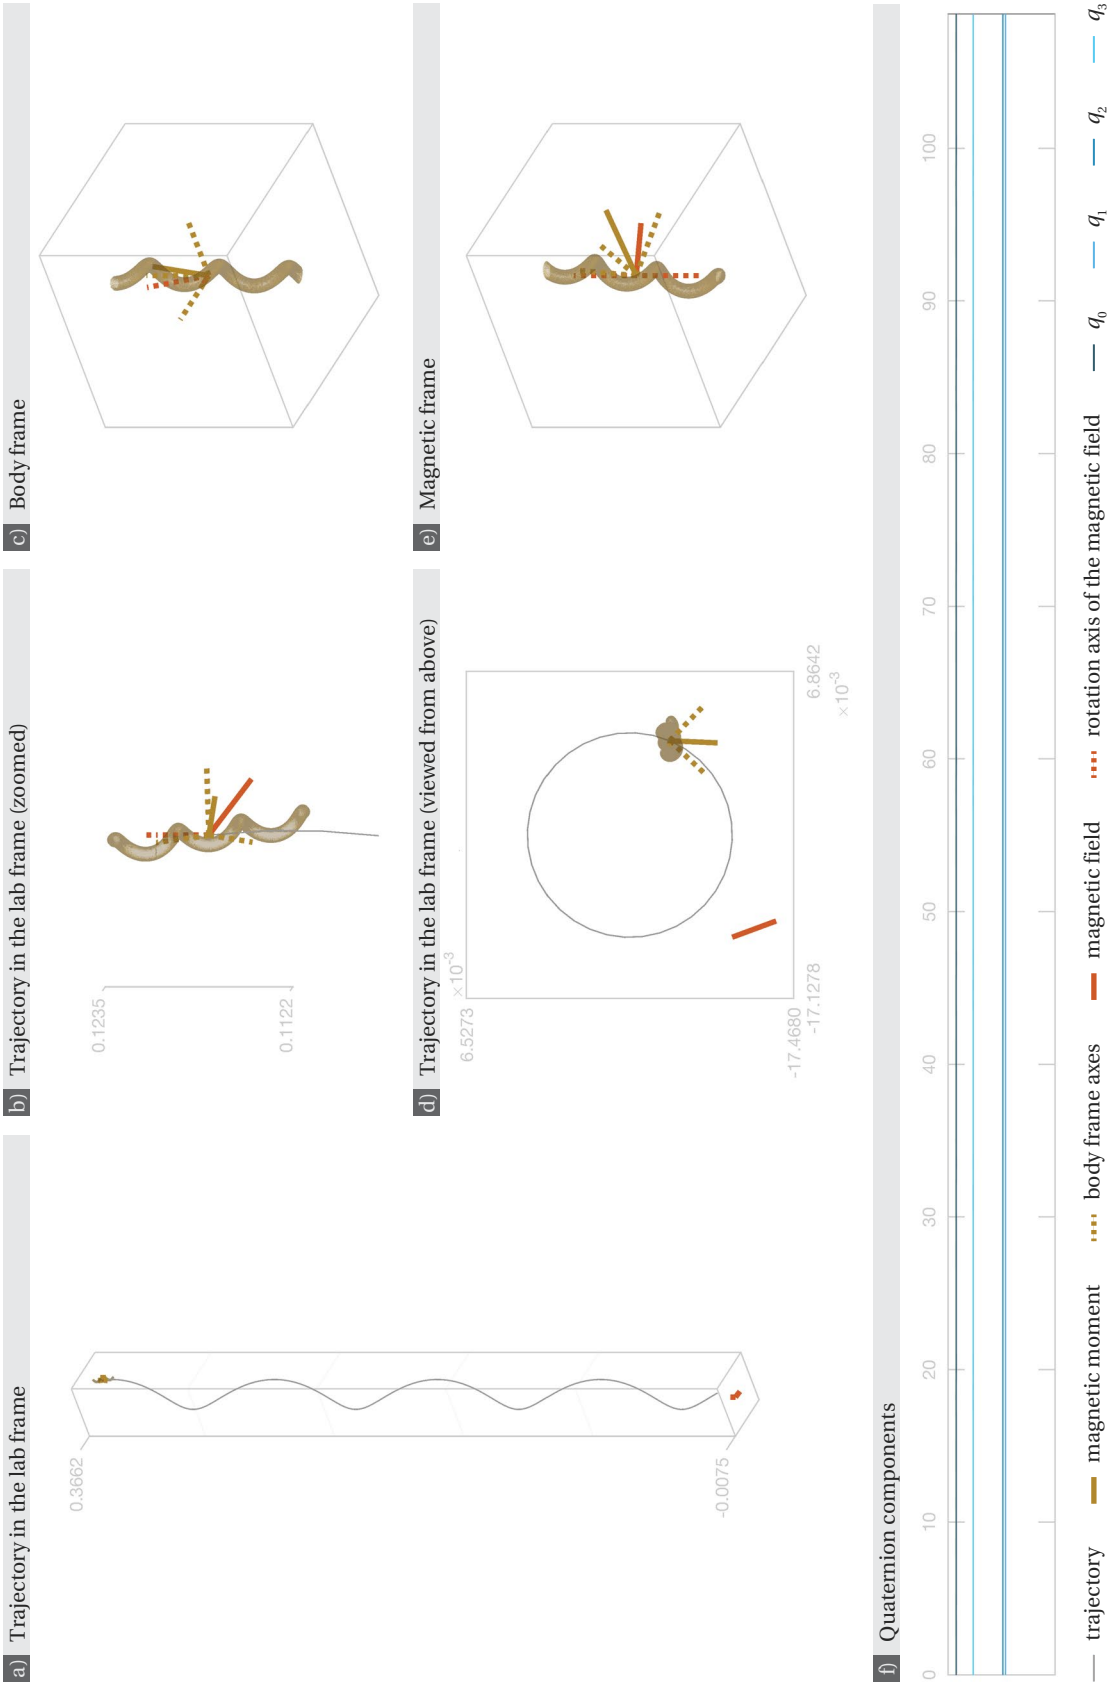 a) Trajectory in the lab frame
0.3662
-0.0075
b) Trajectory in the lab frame (zoomed)
0.1235
0.1122
c) Body frame
d) Trajectory in the lab frame (viewed from above)
×10⁻³
6.5273
-17.4680
-17.1278
6.8642
×10⁻³
e) Magnetic frame
f) Quaternion components
0 10 20 30 40 50 60 70 80 90 100
trajectory magnetic moment body frame axes magnetic field rotation axis of the magnetic field q₀ q₁ q₂ q₃